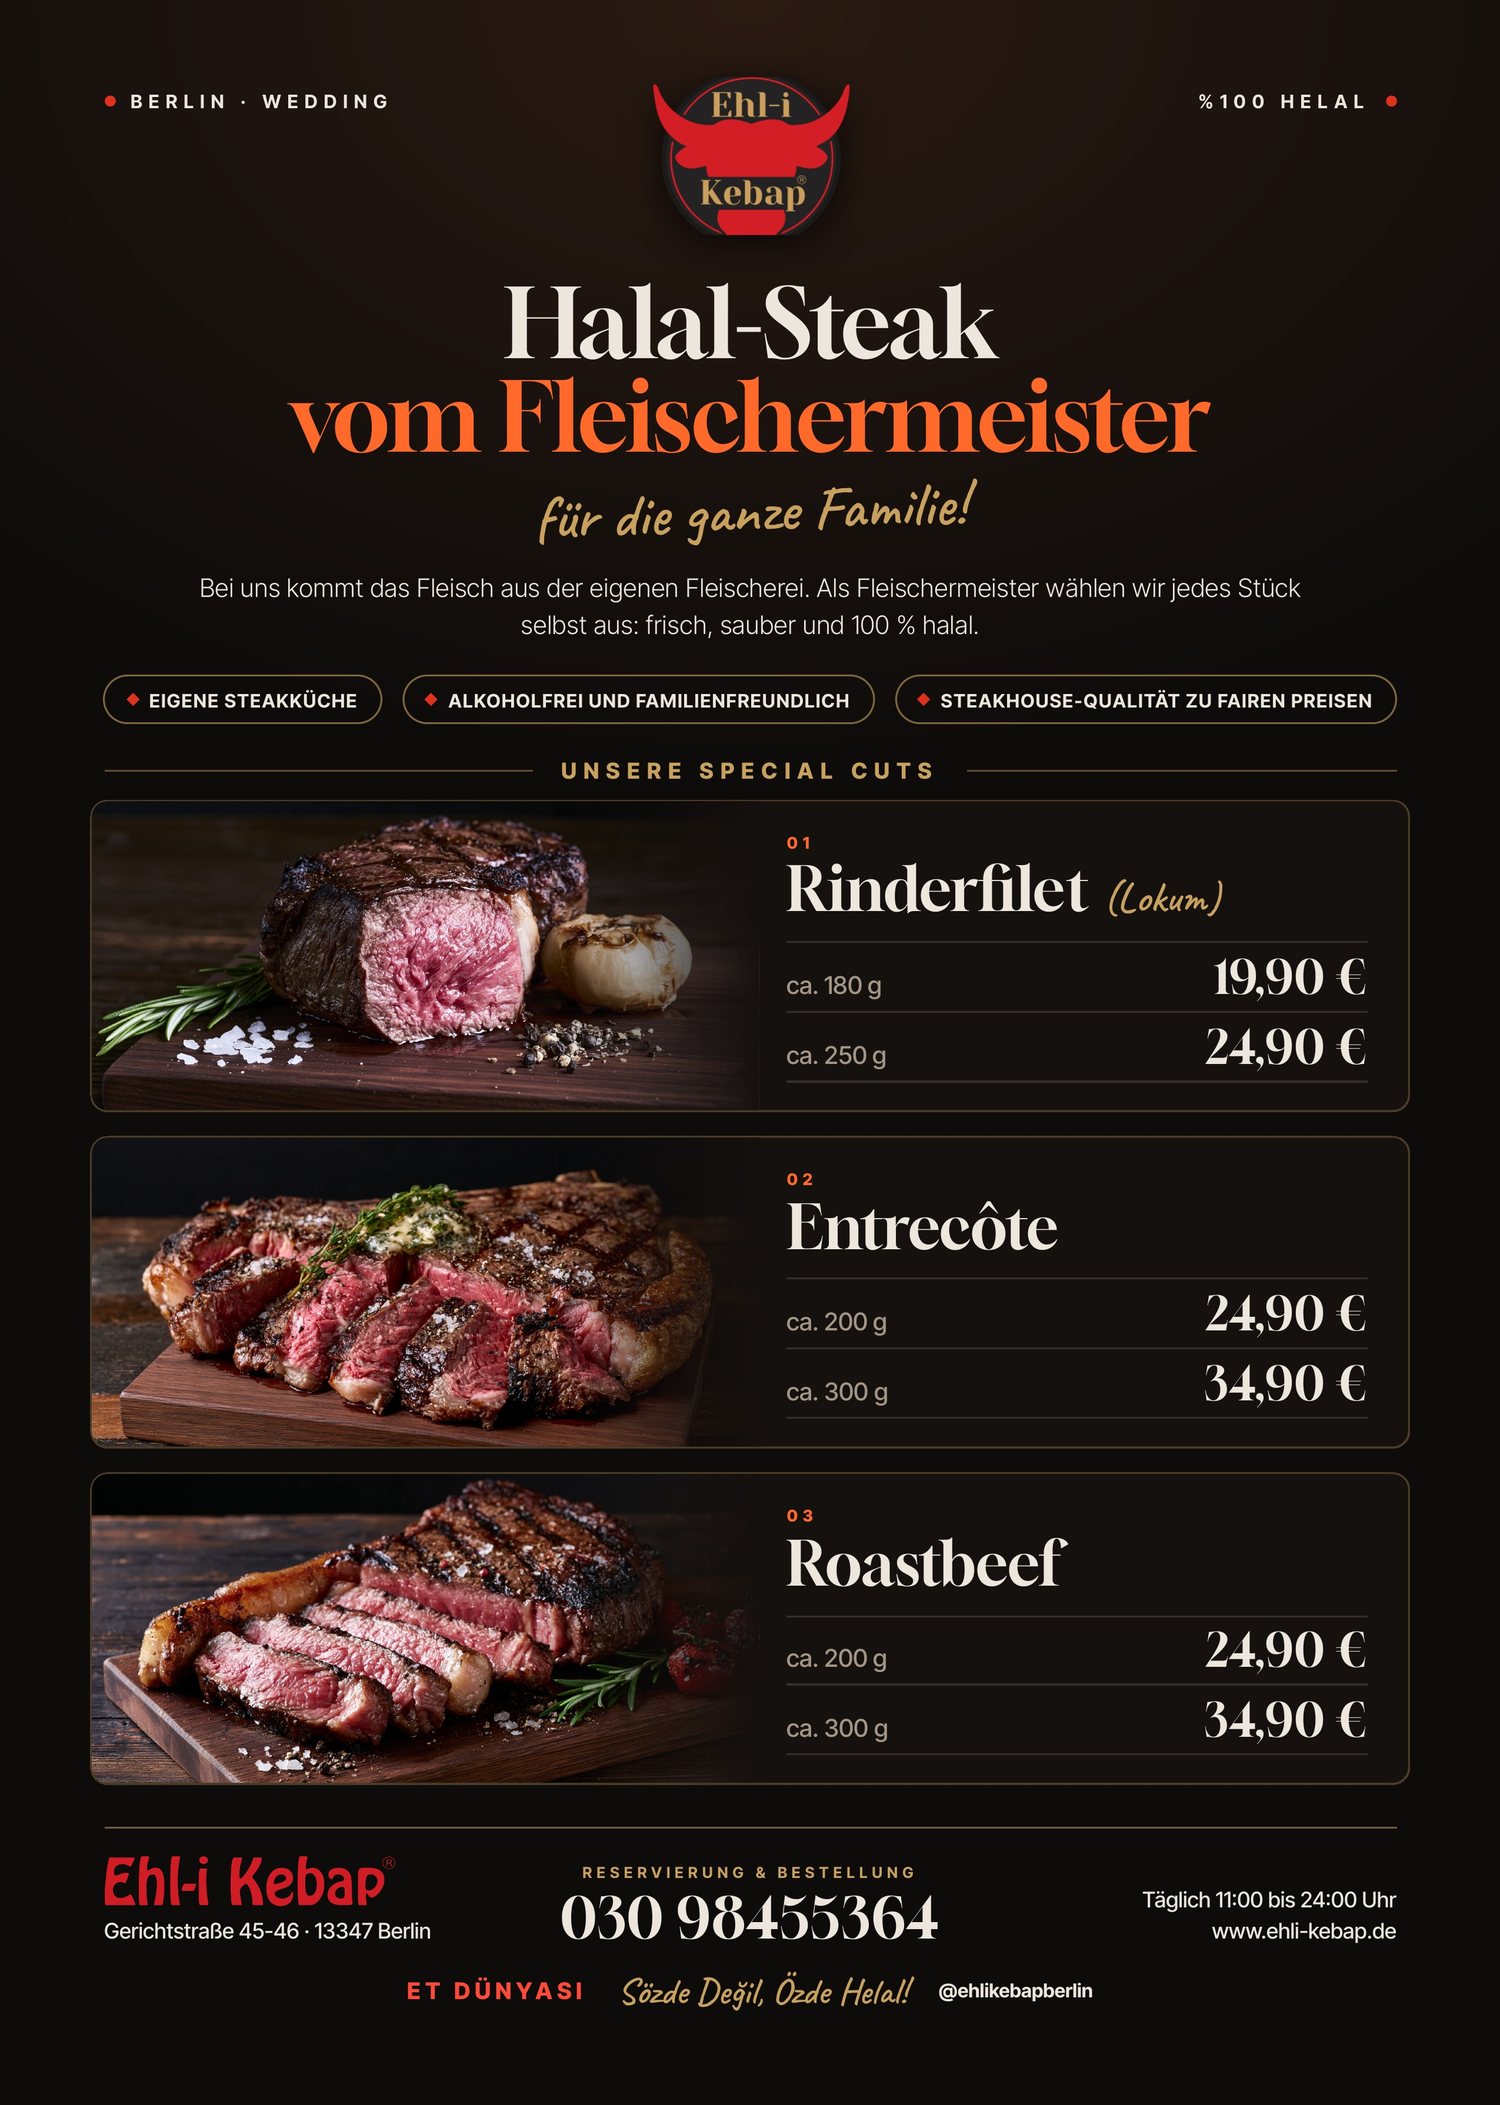 BERLIN · WEDDING
Ehl-i
Kebap®
%100 HELAL
Halal-Steak
vom Fleischermeister
für die ganze Familie!
Bei uns kommt das Fleisch aus der eigenen Fleischerei. Als Fleischermeister wählen wir jedes Stück
selbst aus: frisch, sauber und 100 % halal.
EIGENE STEAKKÜCHE
ALKOHOLFREI UND FAMILIENFREUNDLICH
STEAKHOUSE-QUALITÄT ZU FAIREN PREISEN
UNSERE SPECIAL CUTS
01
Rinderfilet (Lokum)
ca. 180 g 19,90 €
ca. 250 g 24,90 €
02
Entrecôte
ca. 200 g 24,90 €
ca. 300 g 34,90 €
03
Roastbeef
ca. 200 g 24,90 €
ca. 300 g 34,90 €
Ehl-i Kebap®
Gerichtstraße 45-46 · 13347 Berlin
RESERVIERUNG & BESTELLUNG
030 98455364
Täglich 11:00 bis 24:00 Uhr
www.ehli-kebap.de
ET DÜNYASI Sözde Değil, Özde Helal! @ehlikebapberlin